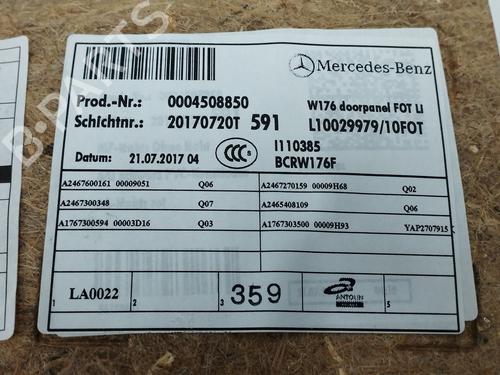 Mercedes-Benz
Prod.-Nr.: 0004508850
W176 doorpanel FOT Li
Schichtnr.: 20170720T 591
L10029979/10FOT
Datum: 21.07.2017 04
CCC
I110385
BCRW176F
A2467600161 00009051 Q06
A2467270159 00009H68 Q02
A2467300348 Q07
A2465408109 Q06
A1767300594 00003D16 Q03
A1767303500 00009H93 YAP2707915
1 LA0022
2
3 359
ANTOLIN
5
B-PARTS